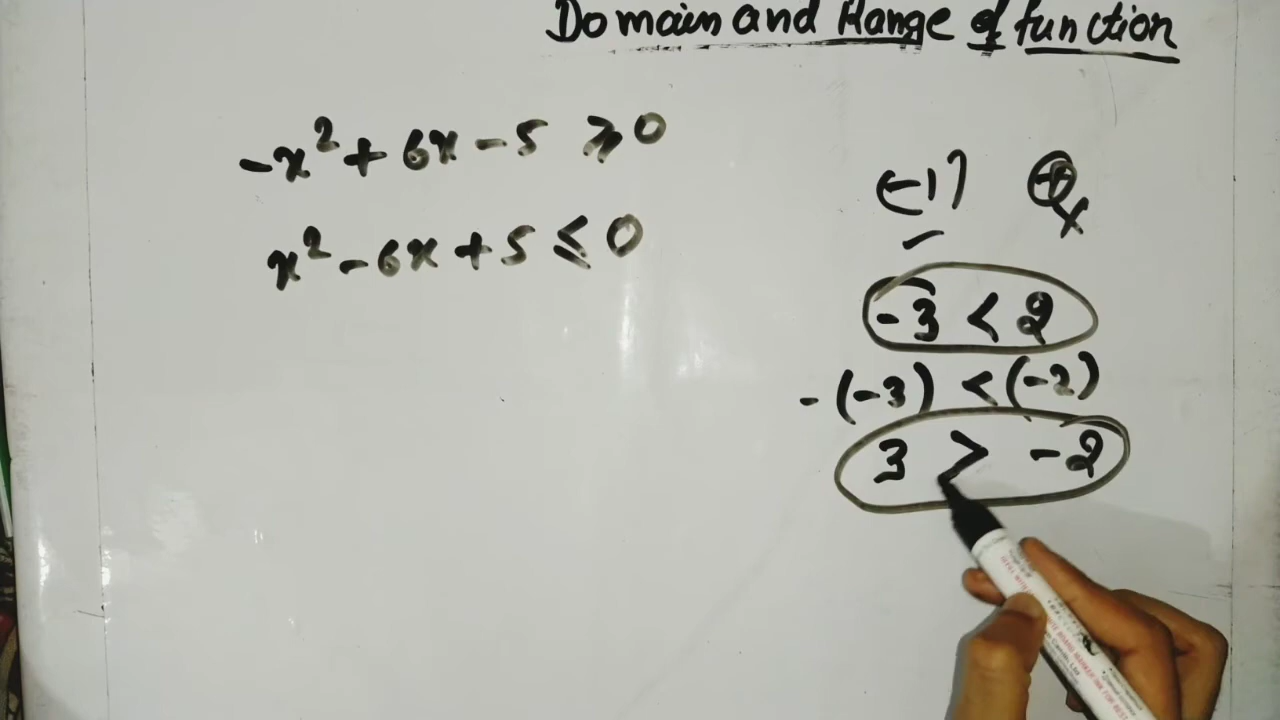 Domain and Range of function
-x² + 6x - 5 ⩾ 0
x² - 6x + 5 ≤ 0
(-1)
-3 < 2
-(-3) < (-2)
3 > -2